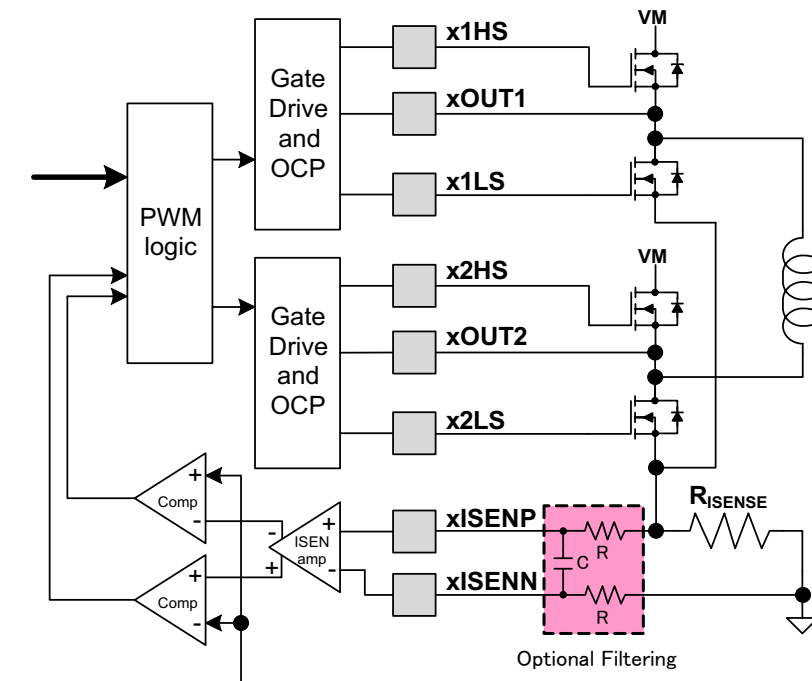 VM
x1HS
Gate
Drive
and
OCP
xOUT1
x1LS
PWM
logic
VM
x2HS
Gate
Drive
and
OCP
xOUT2
x2LS
+
Comp
-
-
ISEN
amp
+
+
-
xISENP
RISENSE
R
C
xISENN
R
+
Comp
-
Optional Filtering